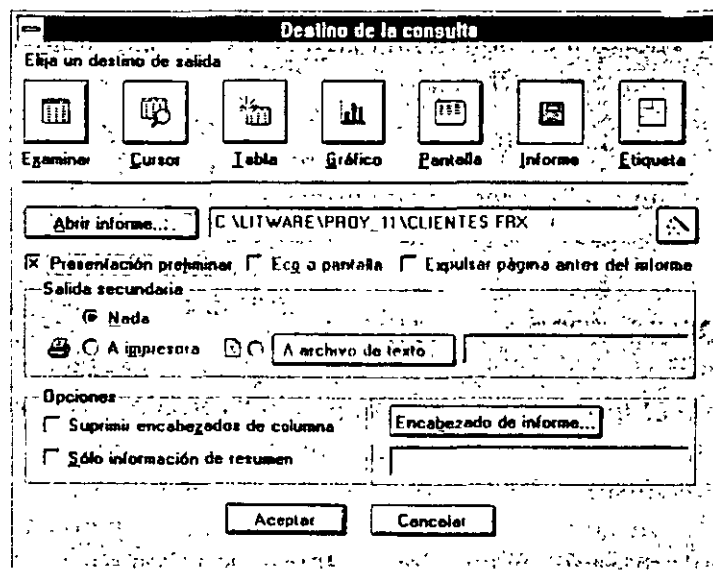 Destino de la consulta
Elija un destino de salida
Examinar Cursor Tabla Gráfico Pantalla Informe Etiqueta
Abrir informe... C:\LITWARE\PROY_11\CLIENTES.FRX
Presentación preliminar Eco a pantalla Expulsar página antes del informe
Salida secundaria
Nada
A impresora A archivo de texto...
Opciones
Suprimir encabezados de columna Encabezado de informe...
Sólo información de resumen
Aceptar Cancelar